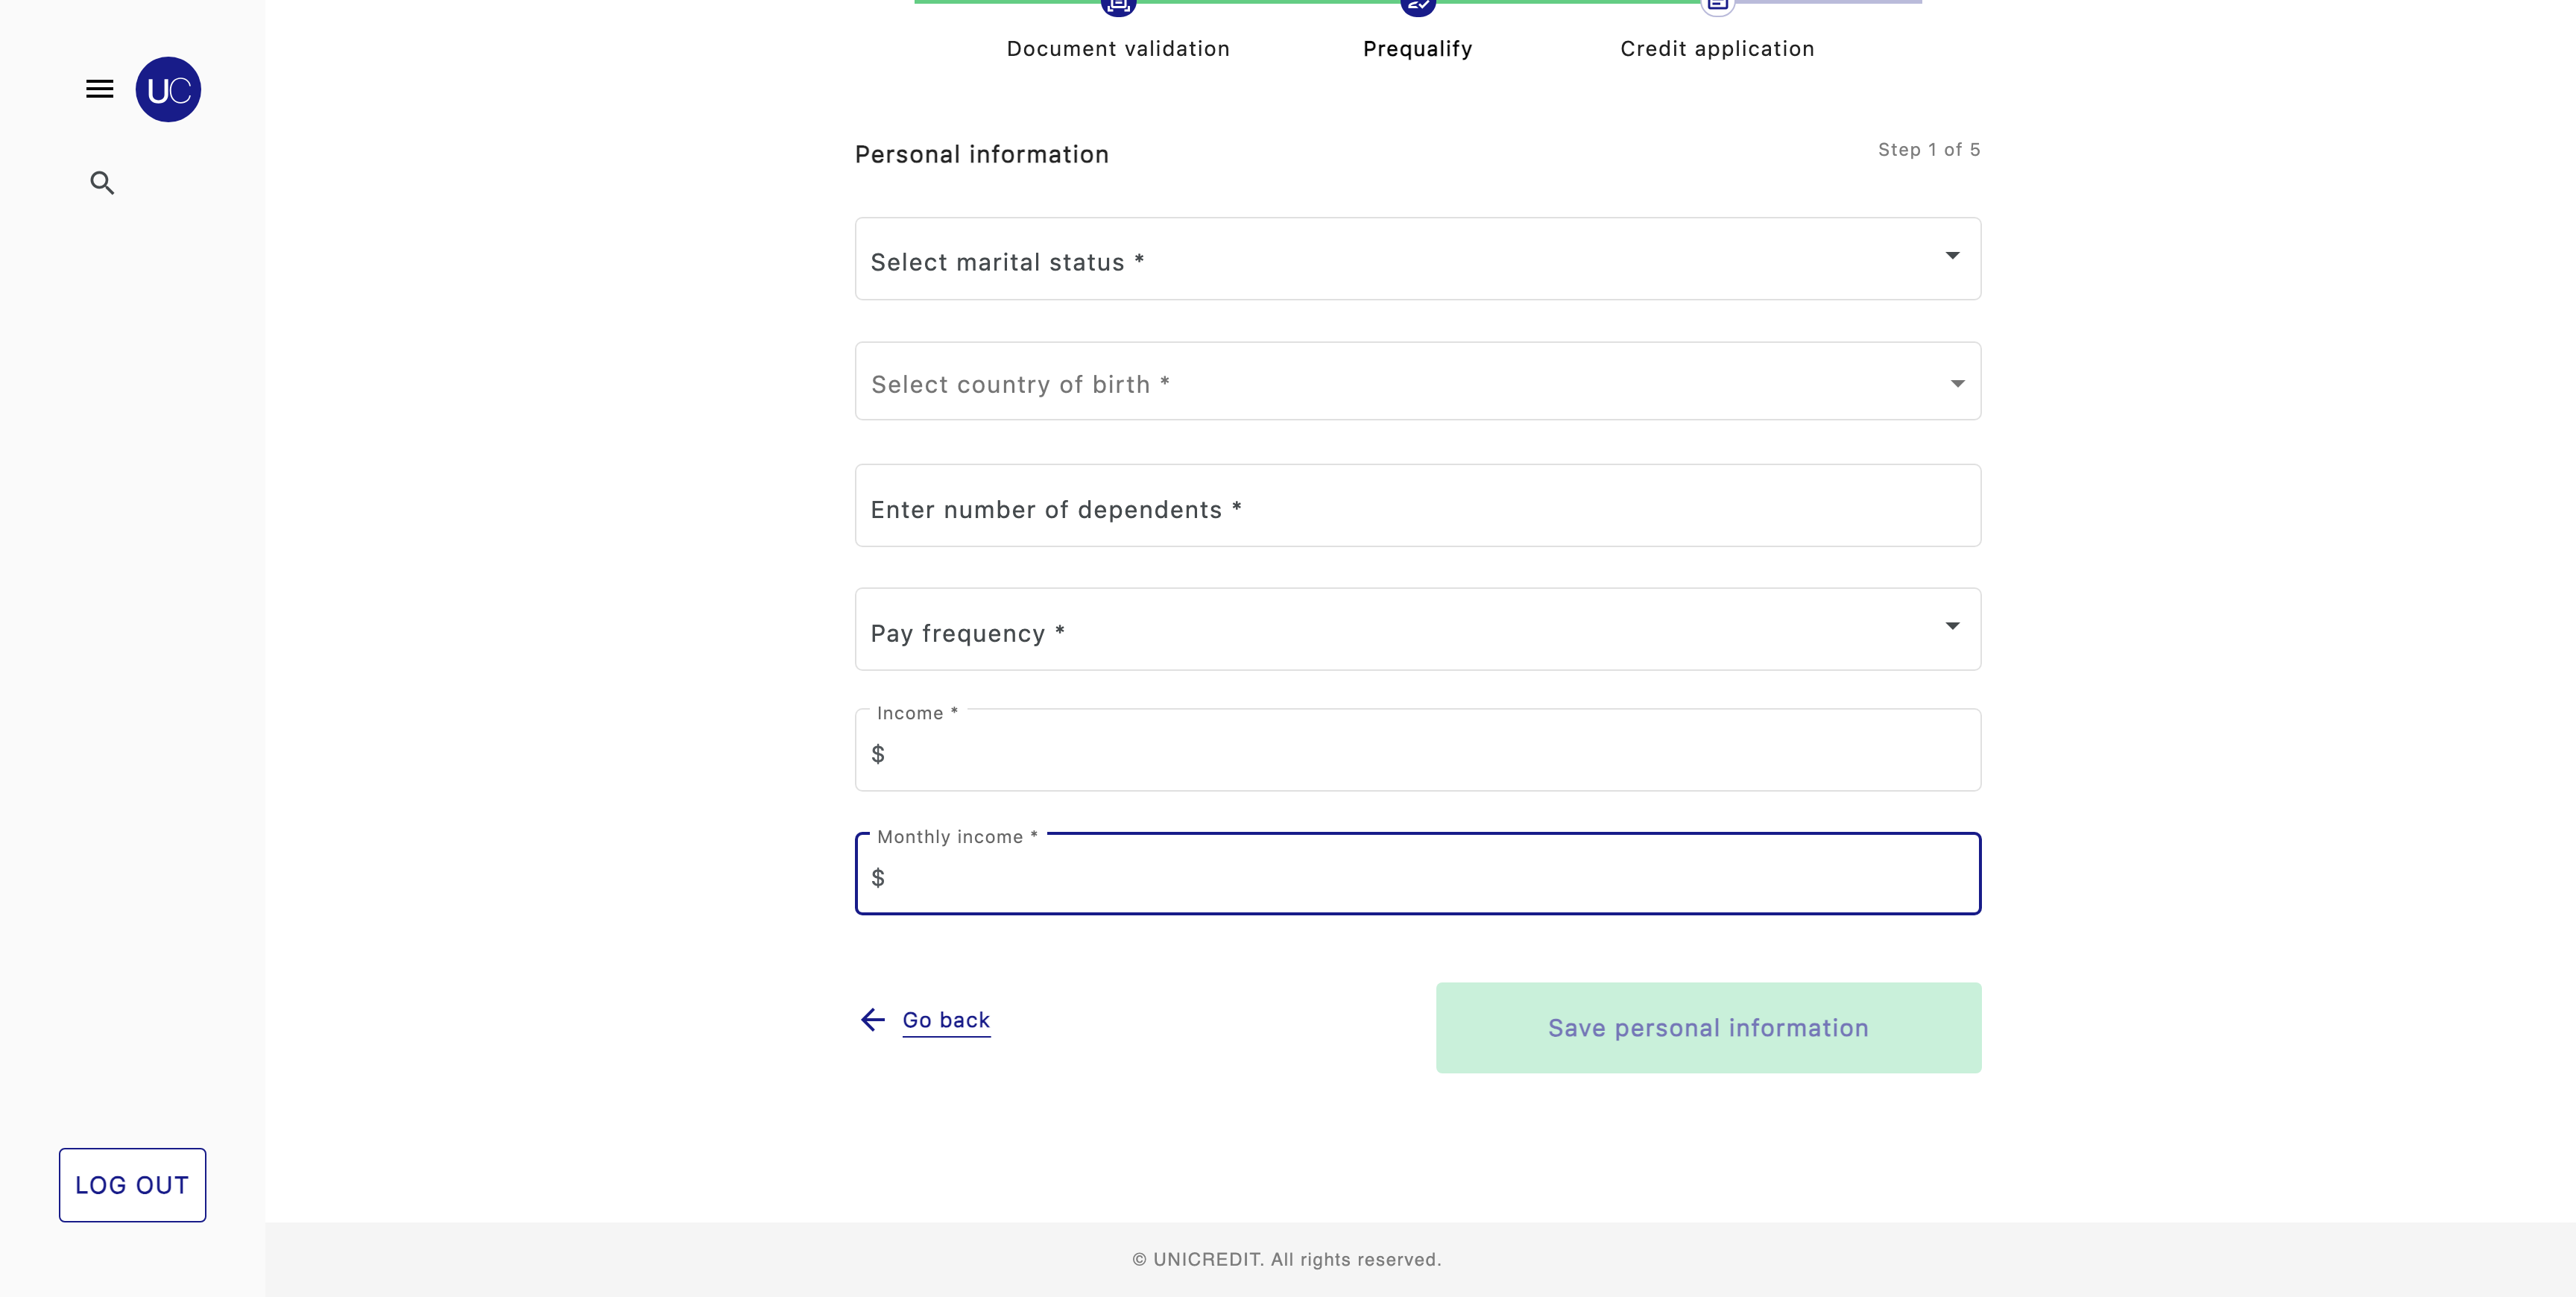 Document validation
Prequalify
Credit application
UC
Personal information
Step 1 of 5
Select marital status *
Select country of birth *
Enter number of dependents *
Pay frequency *
Income *
$
Monthly income *
$
Go back
Save personal information
LOG OUT
© UNICREDIT. All rights reserved.